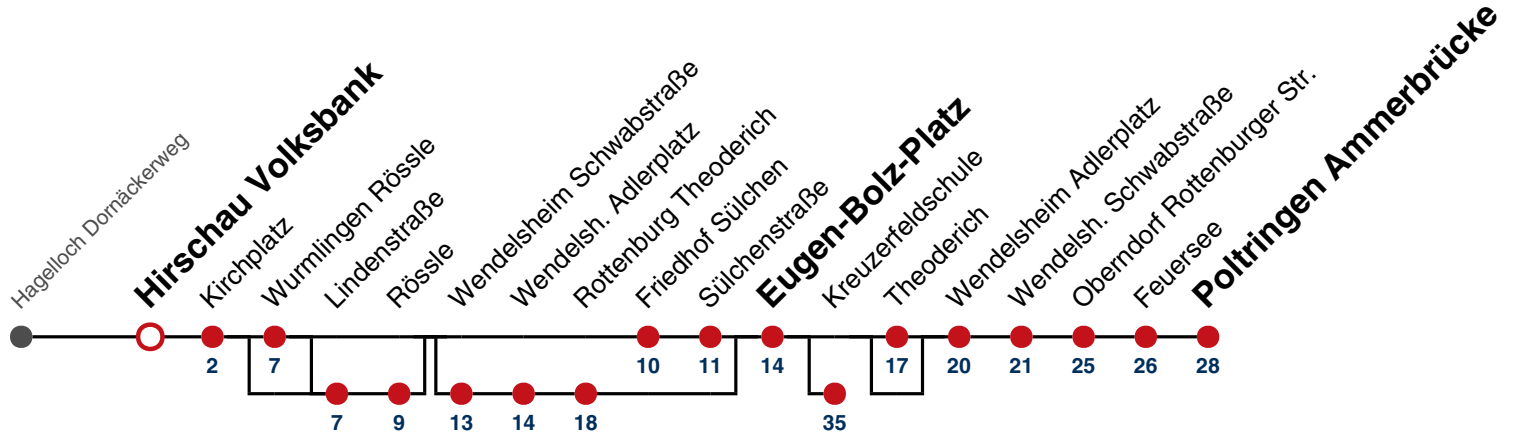 Hagelloch Dornäckerweg
Hirschau Volksbank
Kirchplatz
Wurmlingen Rössle
Lindenstraße
Rössle
Wendelsheim Schwabstraße
Wendelsh. Adlerplatz
Rottenburg Theoderich
Friedhof Sülchen
Sülchenstraße
Eugen-Bolz-Platz
Kreuzerfeldschule
Theoderich
Wendelsheim Adlerplatz
Wendelsh. Schwabstraße
Oberndorf Rottenburger Str.
Feuersee
Poltringen Ammerbrücke
2 7 10 11 14 17 20 21 25 26 28
7 9 13 14 18 35